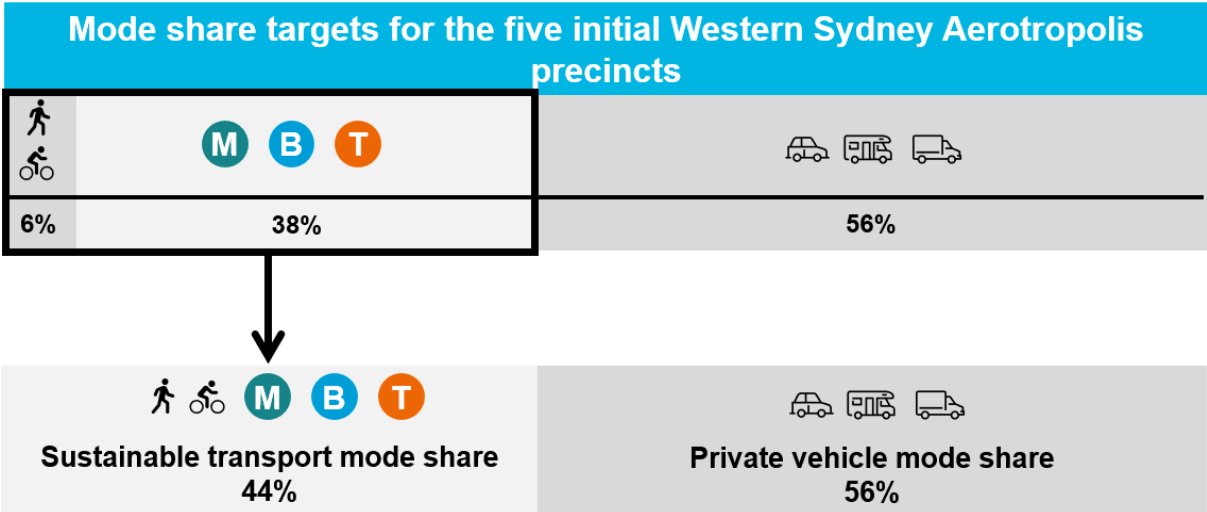 Mode share targets for the five initial Western Sydney Aerotropolis
precincts
M B T
6% 38% 56%
M B T
Sustainable transport mode share Private vehicle mode share
44% 56%